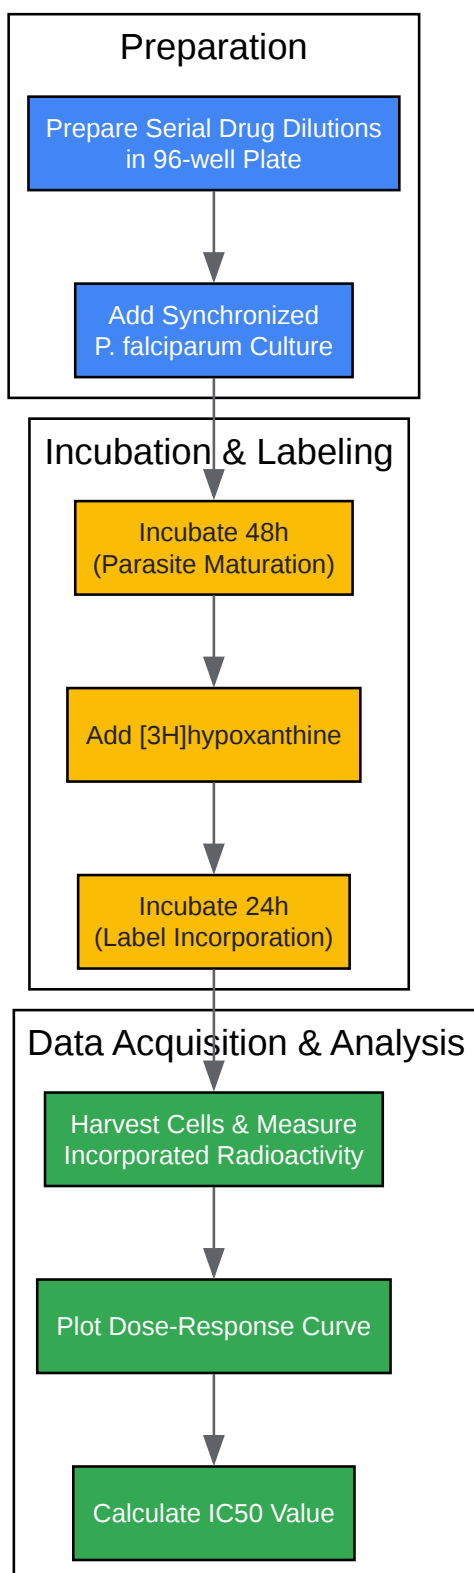 Preparation
Prepare Serial Drug Dilutions
in 96-well Plate
Add Synchronized
P. falciparum Culture
Incubation & Labeling
Incubate 48h
(Parasite Maturation)
Add [3H]hypoxanthine
Incubate 24h
(Label Incorporation)
Data Acquisition & Analysis
Harvest Cells & Measure
Incorporated Radioactivity
Plot Dose-Response Curve
Calculate IC50 Value